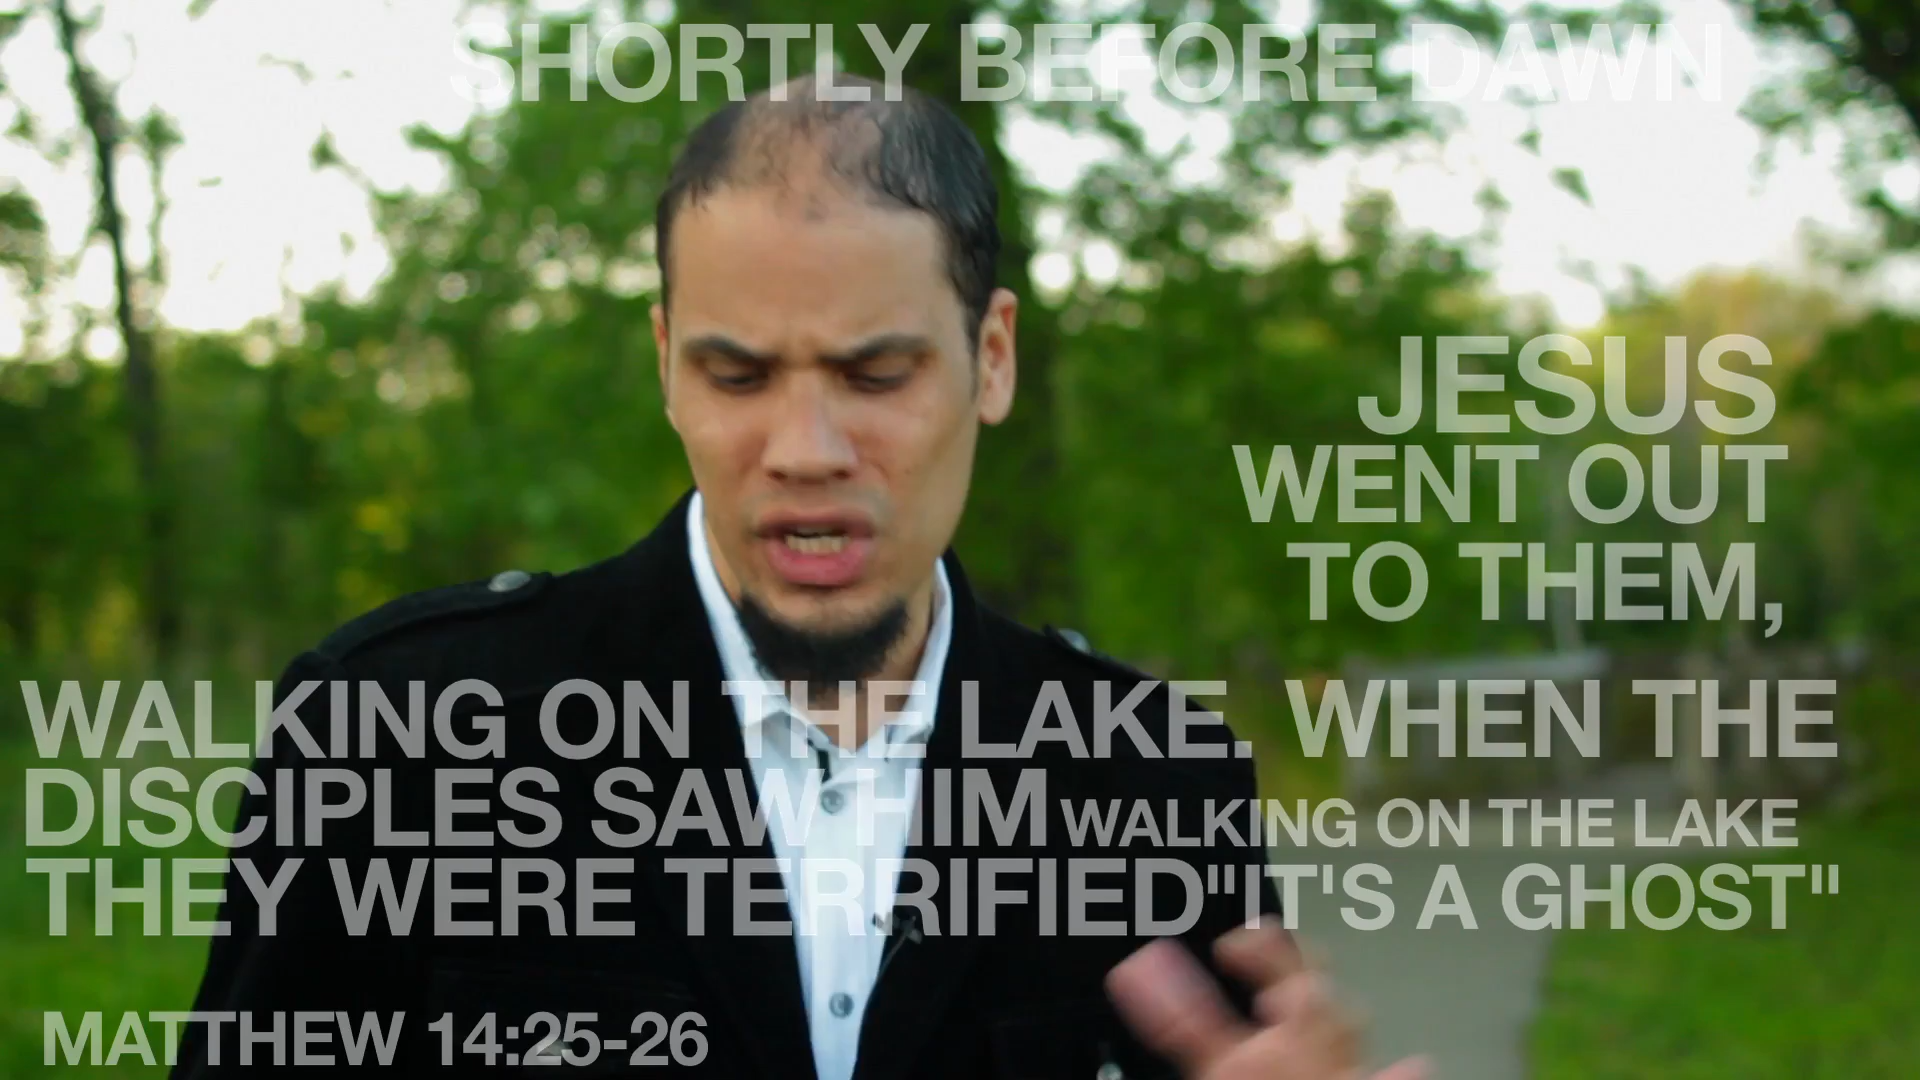 SHORTLY BEFORE DAWN
JESUS
WENT OUT
TO THEM,
WALKING ON THE LAKE. WHEN THE
DISCIPLES SAW HIM WALKING ON THE LAKE
THEY WERE TERRIFIED "IT'S A GHOST"
MATTHEW 14:25-26